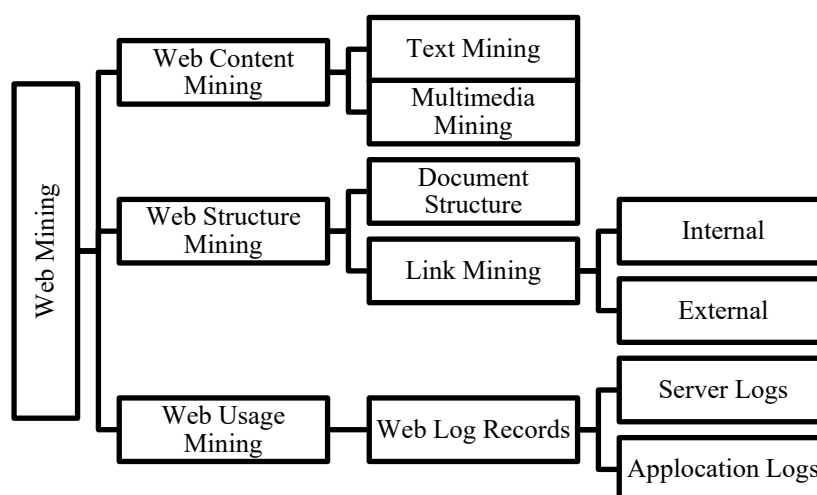 Web Mining
Web Content
Mining
Text Mining
Multimedia
Mining
Web Structure
Mining
Document
Structure
Link Mining
Internal
External
Web Usage
Mining
Web Log Records
Server Logs
Applocation Logs